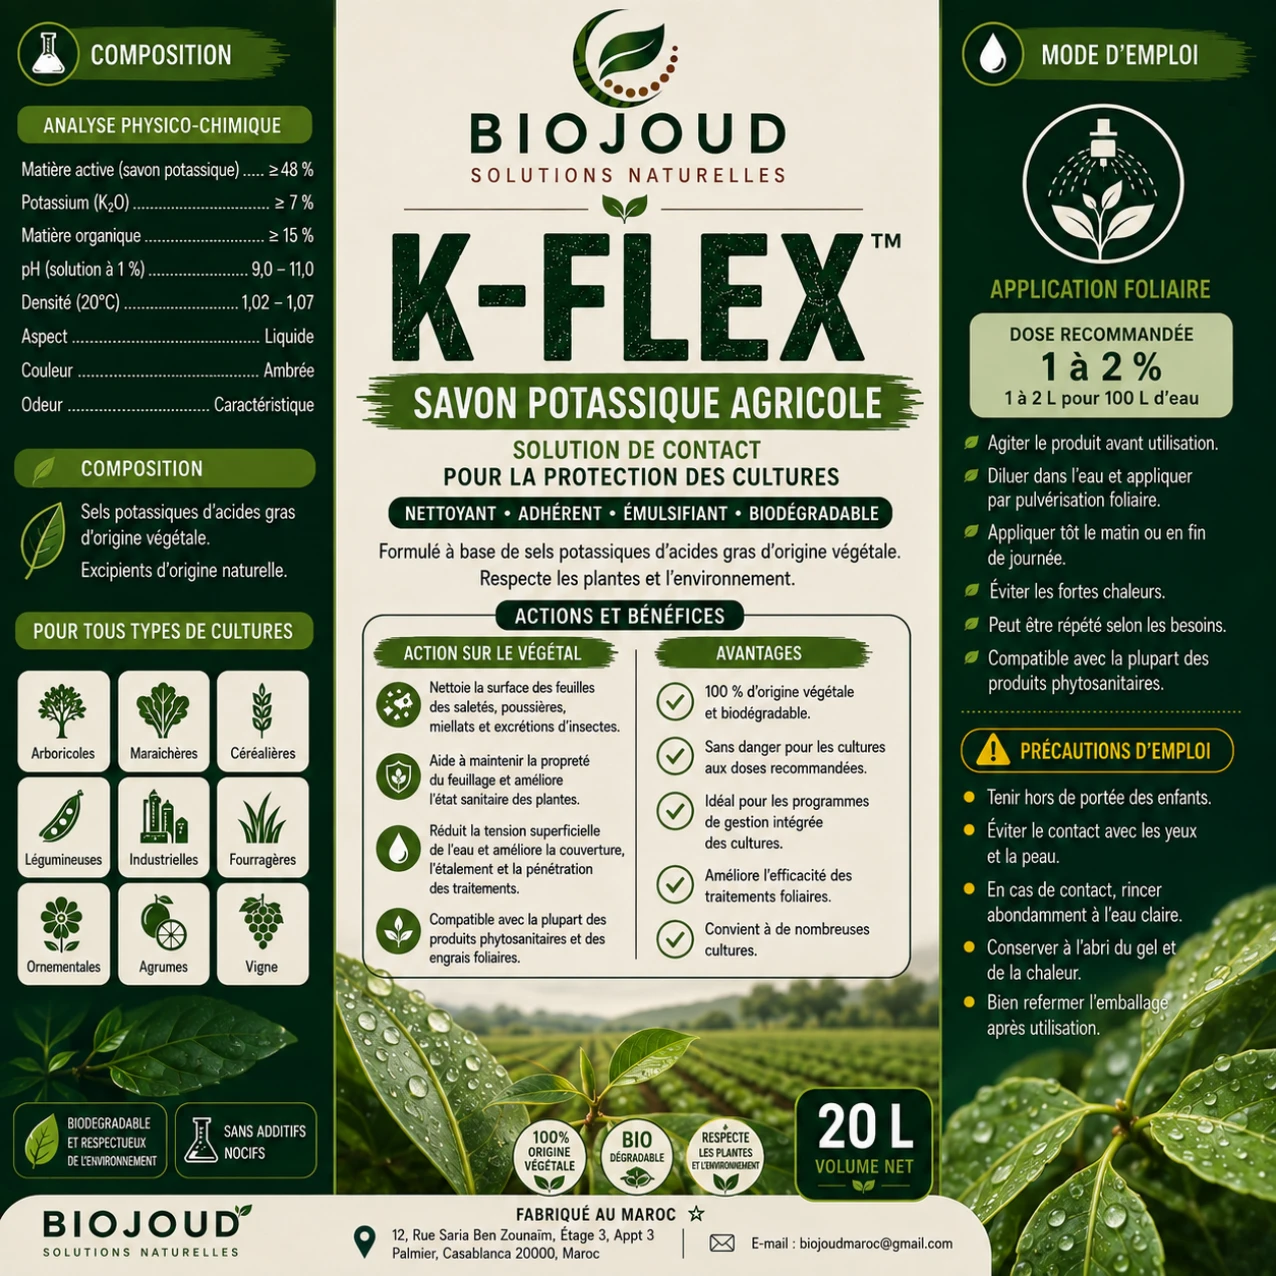 COMPOSITION
ANALYSE PHYSICO-CHIMIQUE
Matière active (savon potassique) ..... ≥ 48 %
Potassium (K₂O) ............................... ≥ 7 %
Matière organique ........................... ≥ 15 %
pH (solution à 1 %) ...................... 9,0 – 11,0
Densité (20°C) ......................... 1,02 – 1,07
Aspect ........................................... Liquide
Couleur ......................................... Ambrée
Odeur ................................ Caractéristique
COMPOSITION
Sels potassiques d'acides gras
d'origine végétale.
Excipients d'origine naturelle.
POUR TOUS TYPES DE CULTURES
Arboricoles
Maraichères
Céréalières
Légumineuses
Industrielles
Fourragères
Ornementales
Agrumes
Vigne
BIODEGRADABLE
ET RESPECTUEUX
DE L'ENVIRONNEMENT
SANS ADDITIFS
NOCIFS
BIOJOUD
SOLUTIONS NATURELLES
K-FLEX™
SAVON POTASSIQUE AGRICOLE
SOLUTION DE CONTACT
POUR LA PROTECTION DES CULTURES
NETTOYANT • ADHÉRENT • ÉMULSIFIANT • BIODÉGRADABLE
Formulé à base de sels potassiques d'acides gras d'origine végétale.
Respecte les plantes et l'environnement.
ACTIONS ET BÉNÉFICES
ACTION SUR LE VÉGÉTAL
Nettoie la surface des feuilles
des saletés, poussières,
miellats et excrétions d'insectes.
Aide à maintenir la propreté
du feuillage et améliore
l'état sanitaire des plantes.
Réduit la tension superficielle
de l'eau et améliore la couverture,
l'étalement et la pénétration
des traitements.
Compatible avec la plupart des
produits phytosanitaires et des
engrais foliaires.
AVANTAGES
100 % d'origine végétale
et biodégradable.
Sans danger pour les cultures
aux doses recommandées.
Idéal pour les programmes
de gestion intégrée
des cultures.
Améliore l'efficacité des
traitements foliaires.
Convient à de nombreuses
cultures.
100%
ORIGINE
VÉGÉTALE
BIO
DÉGRADABLE
RESPECTE
LES PLANTES
ET L'ENVIRONNEMENT
20 L
VOLUME NET
MODE D'EMPLOI
APPLICATION FOLIAIRE
DOSE RECOMMANDÉE
1 à 2 %
1 à 2 L pour 100 L d'eau
Agiter le produit avant utilisation.
Diluer dans l'eau et appliquer
par pulvérisation foliaire.
Appliquer tôt le matin ou en fin
de journée.
Éviter les fortes chaleurs.
Peut être répété selon les besoins.
Compatible avec la plupart des
produits phytosanitaires.
PRÉCAUTIONS D'EMPLOI
Tenir hors de portée des enfants.
Éviter le contact avec les yeux
et la peau.
En cas de contact, rincer
abondamment à l'eau claire.
Conserver à l'abri du gel et
de la chaleur.
Bien refermer l'emballage
après utilisation.
BIOJOUD
SOLUTIONS NATURELLES
FABRIQUÉ AU MAROC ☆
12, Rue Saria Ben Zounaïm, Étage 3, Appt 3
Palmier, Casablanca 20000, Maroc
E-mail : biojoudmaroc@gmail.com